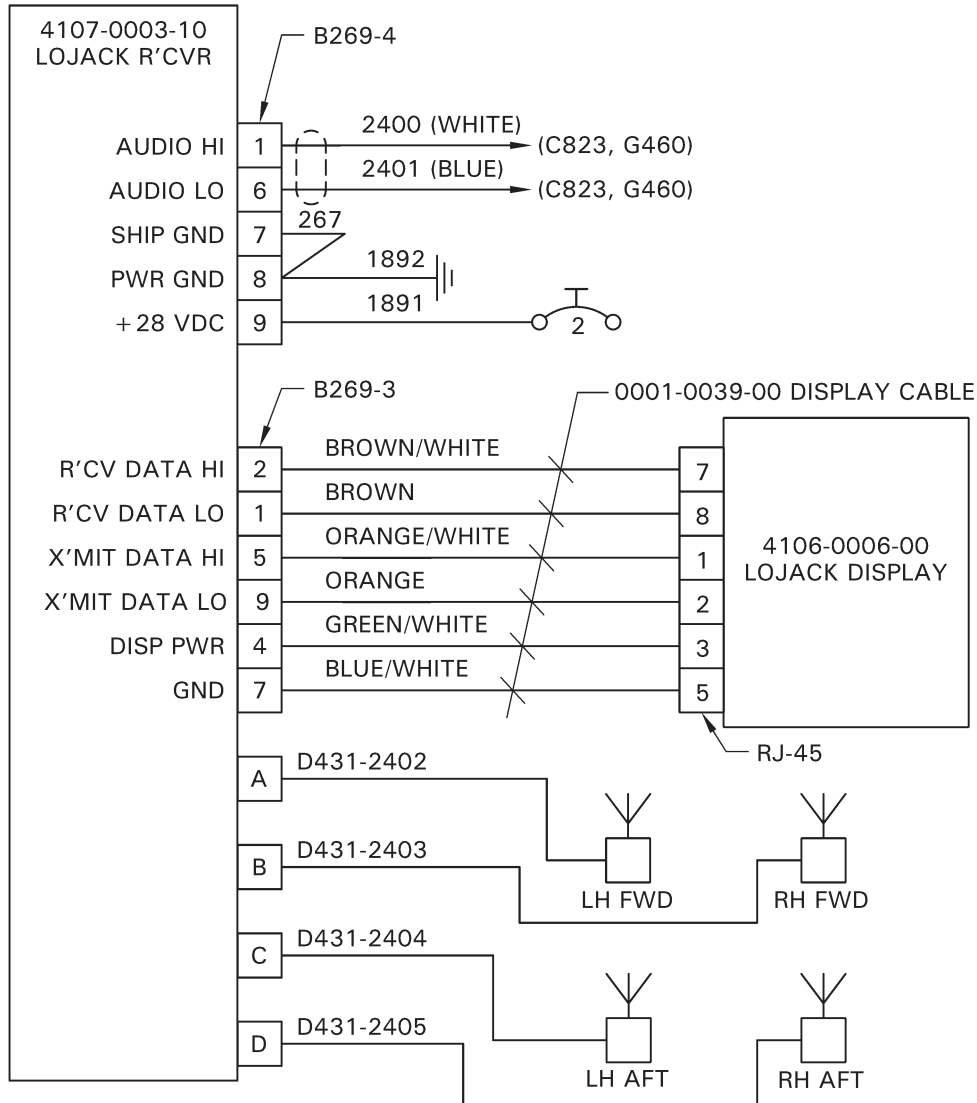 4107-0003-10
LOJACK R'CVR
B269-4
AUDIO HI 1 2400 (WHITE) (C823, G460)
AUDIO LO 6 2401 (BLUE) (C823, G460)
SHIP GND 7 267
PWR GND 8 1892
+28 VDC 9 1891 2
B269-3
0001-0039-00 DISPLAY CABLE
R'CV DATA HI 2 BROWN/WHITE 7
R'CV DATA LO 1 BROWN 8
X'MIT DATA HI 5 ORANGE/WHITE 1
X'MIT DATA LO 9 ORANGE 2
DISP PWR 4 GREEN/WHITE 3
GND 7 BLUE/WHITE 5
4106-0006-00
LOJACK DISPLAY
RJ-45
A D431-2402
B D431-2403
LH FWD RH FWD
C D431-2404
D D431-2405
LH AFT RH AFT